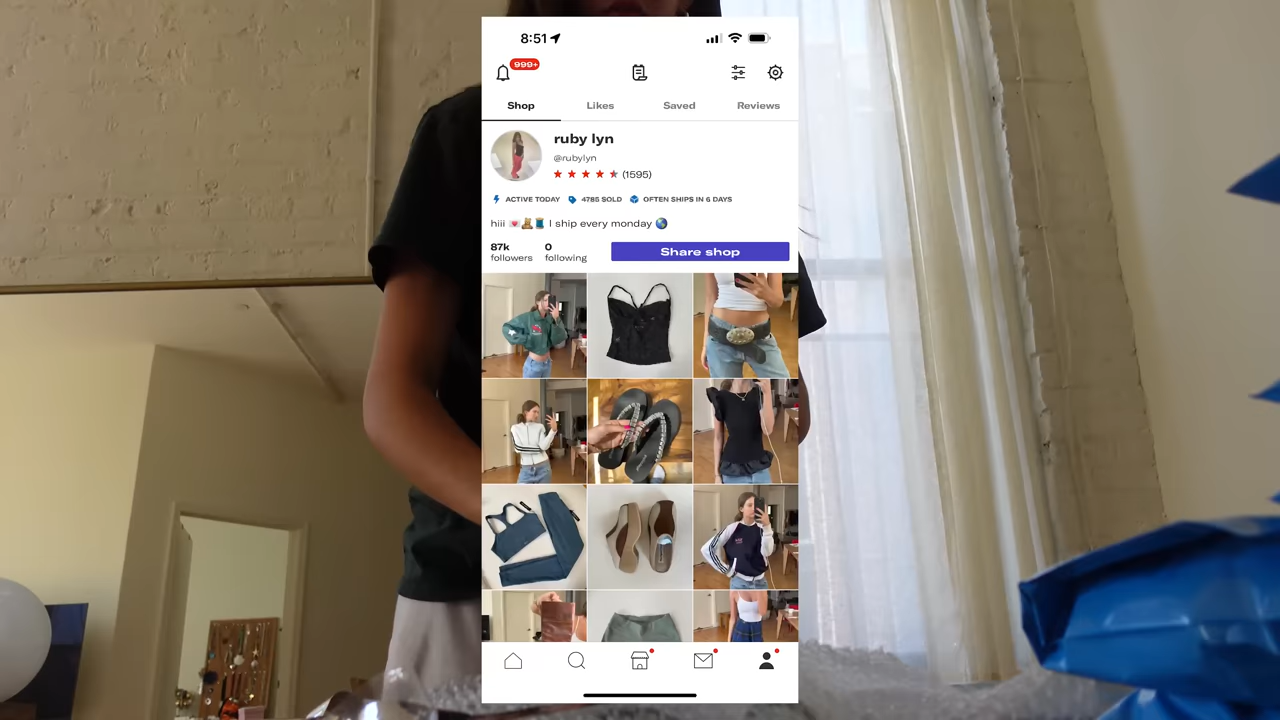 8:51
999+
Shop Likes Saved Reviews
ruby lyn
@rubylyn
(1595)
ACTIVE TODAY 4785 SOLD OFTEN SHIPS IN 6 DAYS
hiii 💌🧸🧵 I ship every monday 🌎
87k 0
followers following
Share shop